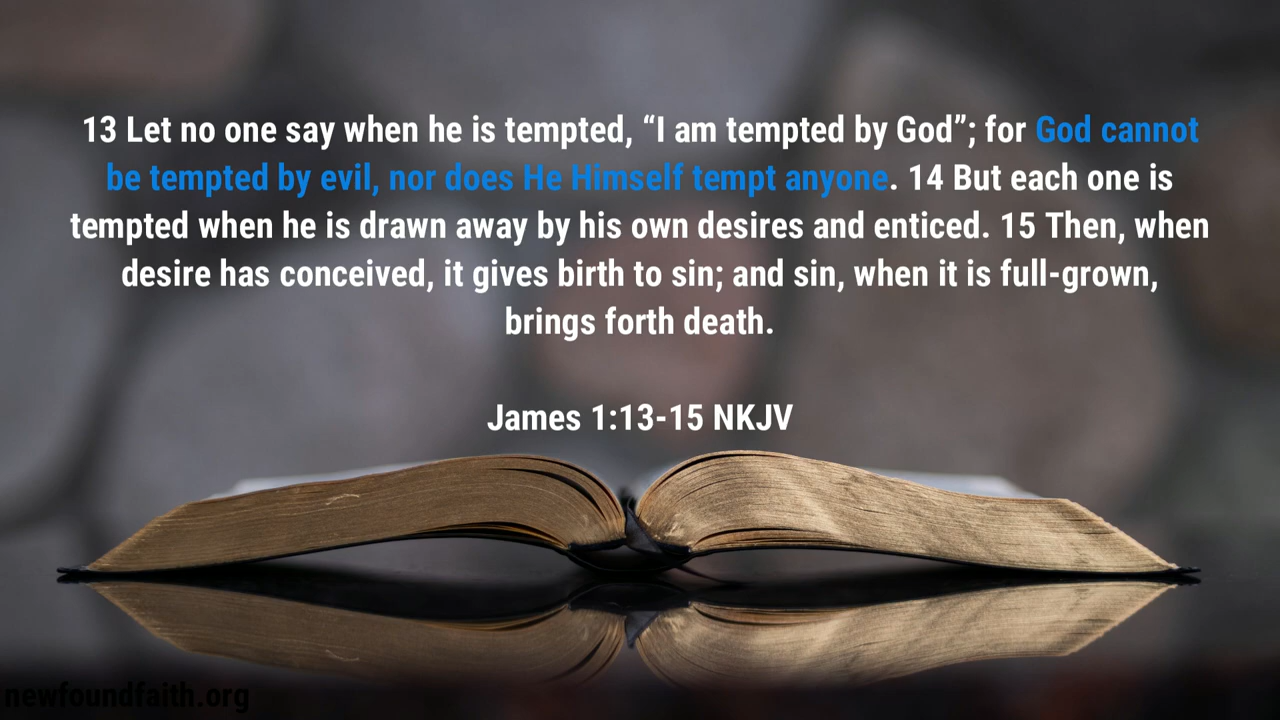 13 Let no one say when he is tempted, “I am tempted by God”; for God cannot
be tempted by evil, nor does He Himself tempt anyone. 14 But each one is
tempted when he is drawn away by his own desires and enticed. 15 Then, when
desire has conceived, it gives birth to sin; and sin, when it is full-grown,
brings forth death.
James 1:13-15 NKJV
newfoundfaith.org